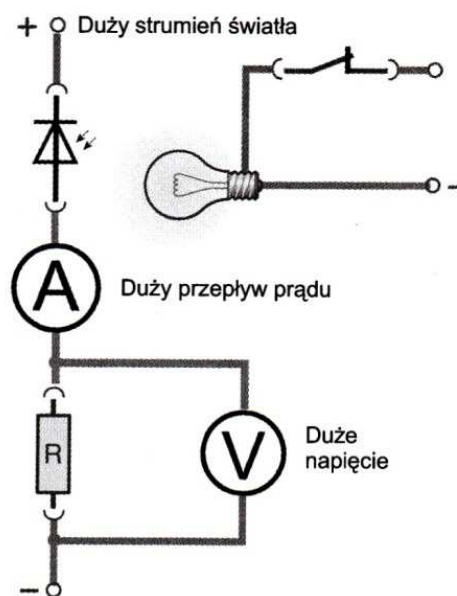 + Duży strumień światła
-
A Duży przepływ prądu
R V Duże
napięcie
-